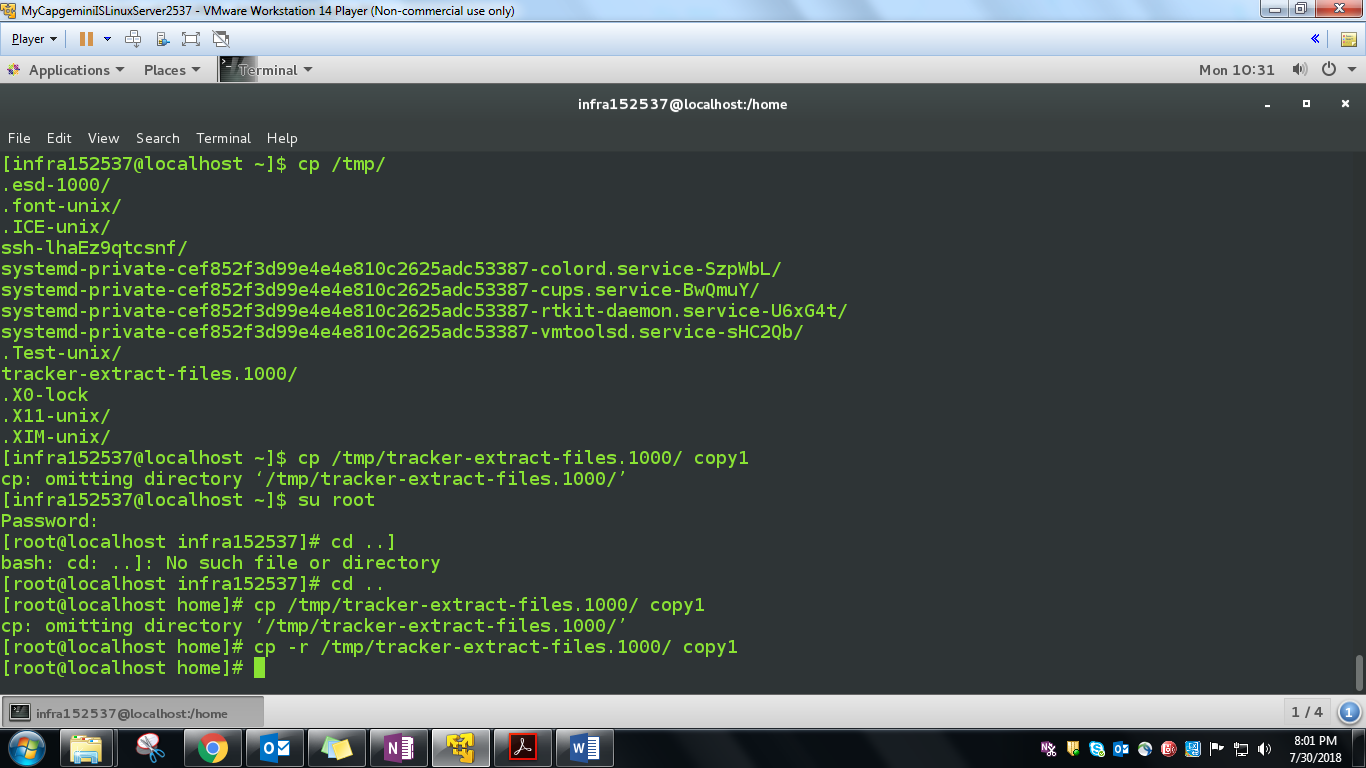 MyCapgeminiISLinuxServer2537 - VMware Workstation 14 Player (Non-commercial use only)
Player
Applications Places Terminal Mon 10:31
infra152537@localhost:/home
File Edit View Search Terminal Help
[infra152537@localhost ~]$ cp /tmp/
.esd-1000/
.font-unix/
.ICE-unix/
ssh-lhaEz9qtcsnf/
systemd-private-cef852f3d99e4e4e810c2625adc53387-colord.service-SzpWbL/
systemd-private-cef852f3d99e4e4e810c2625adc53387-cups.service-BwQmuY/
systemd-private-cef852f3d99e4e4e810c2625adc53387-rtkit-daemon.service-U6xG4t/
systemd-private-cef852f3d99e4e4e810c2625adc53387-vmtoolsd.service-sHC2Qb/
.Test-unix/
tracker-extract-files.1000/
.X0-lock
.X11-unix/
.XIM-unix/
[infra152537@localhost ~]$ cp /tmp/tracker-extract-files.1000/ copy1
cp: omitting directory ‘/tmp/tracker-extract-files.1000/’
[infra152537@localhost ~]$ su root
Password:
[root@localhost infra152537]# cd ..]
bash: cd: ..]: No such file or directory
[root@localhost infra152537]# cd ..
[root@localhost home]# cp /tmp/tracker-extract-files.1000/ copy1
cp: omitting directory ‘/tmp/tracker-extract-files.1000/’
[root@localhost home]# cp -r /tmp/tracker-extract-files.1000/ copy1
[root@localhost home]#
infra152537@localhost:/home 1 / 4 1
8:01 PM
7/30/2018